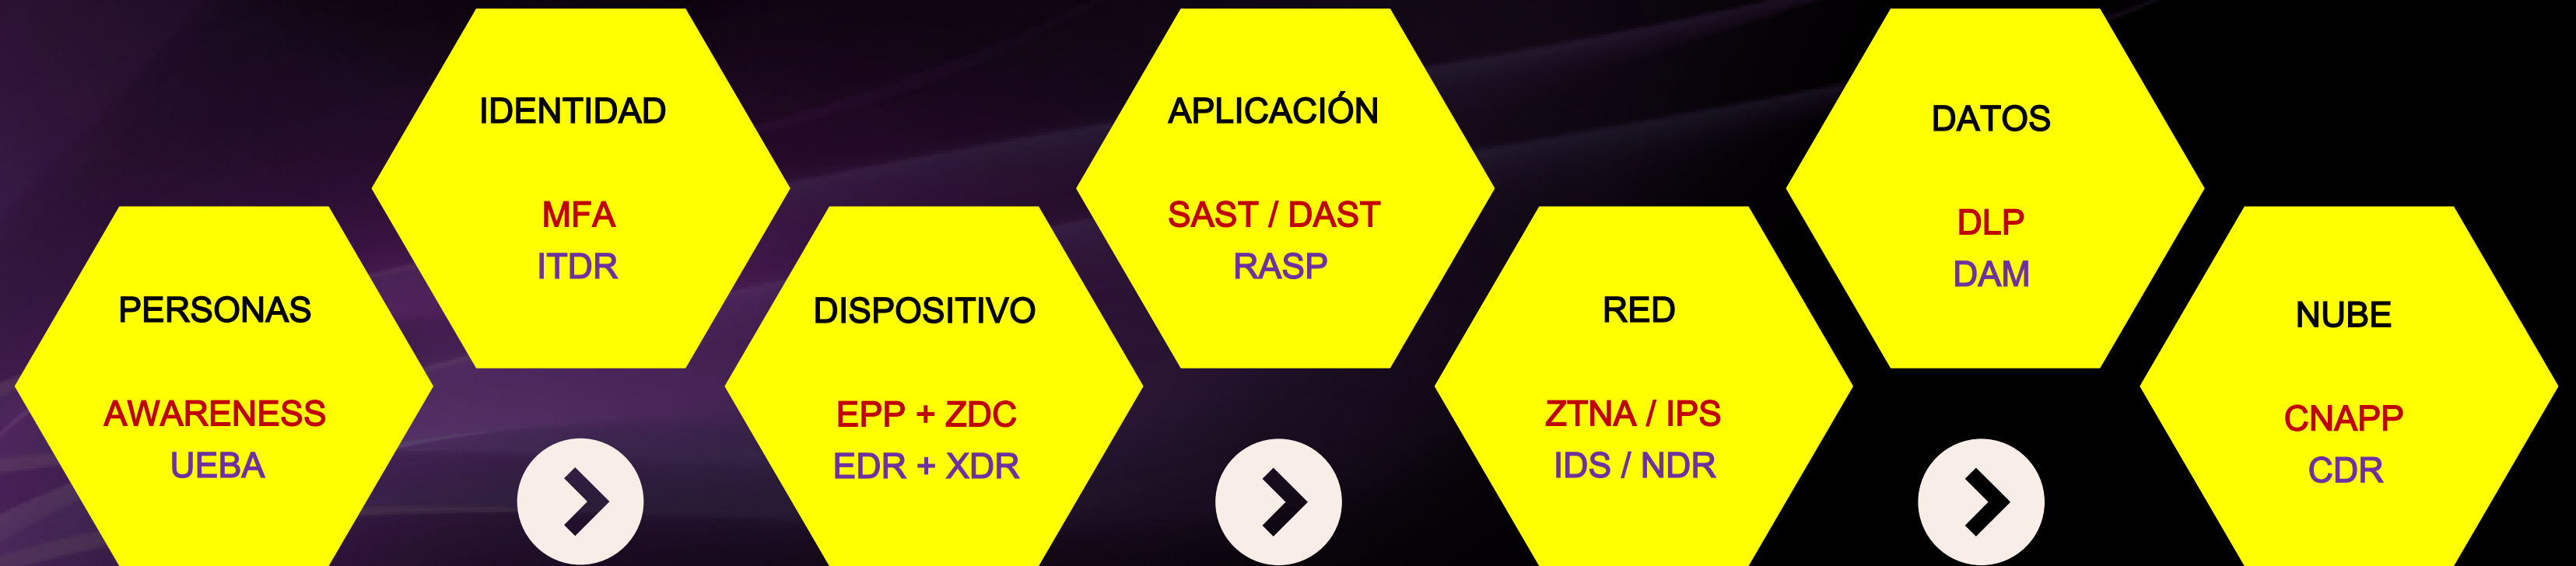 PERSONAS
AWARENESS
UEBA
IDENTIDAD
MFA
ITDR
DISPOSITIVO
EPP + ZDC
EDR + XDR
APLICACIÓN
SAST / DAST
RASP
RED
ZTNA / IPS
IDS / NDR
DATOS
DLP
DAM
NUBE
CNAPP
CDR